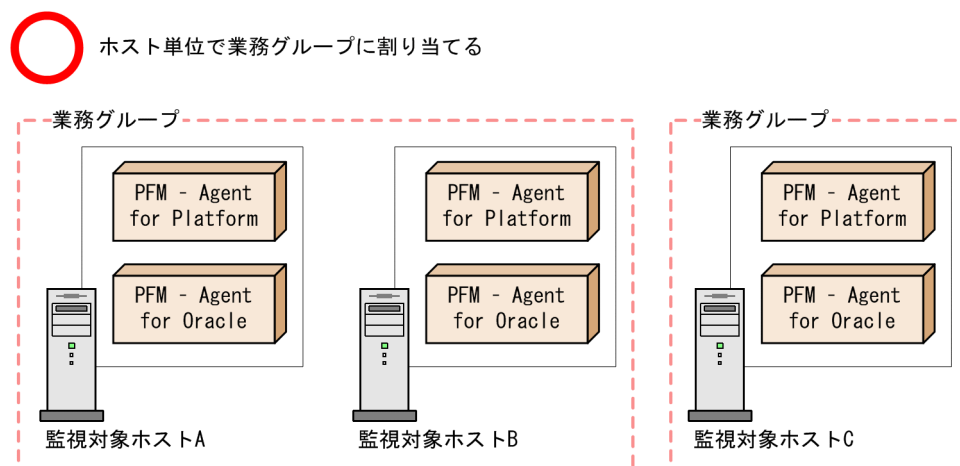 ホスト単位で業務グループに割り当てる
業務グループ
業務グループ
PFM - Agent
for Platform
PFM - Agent
for Oracle
監視対象ホストA
PFM - Agent
for Platform
PFM - Agent
for Oracle
監視対象ホストB
PFM - Agent
for Platform
PFM - Agent
for Oracle
監視対象ホストC